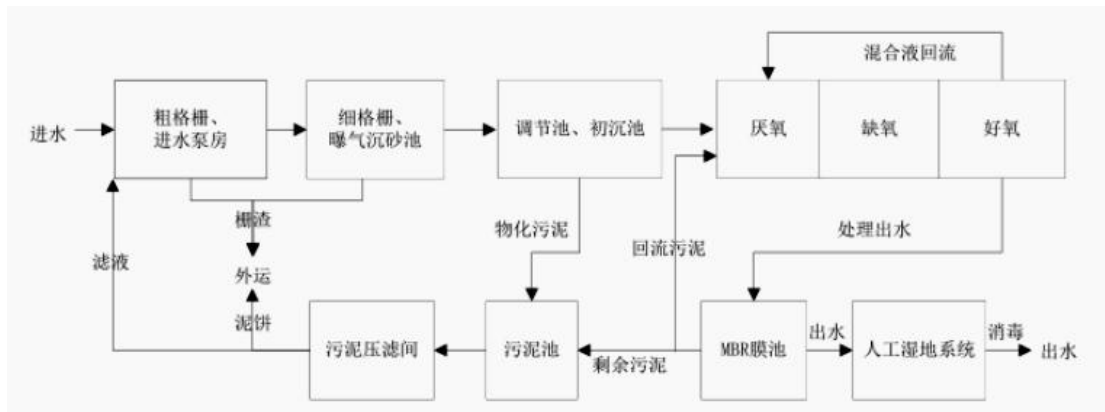 混合液回流
进水
粗格栅、
进水泵房
细格栅、
曝气沉砂池
调节池、初沉池
厌氧
缺氧
好氧
栅渣
物化污泥
回流污泥
处理出水
滤液
外运
泥饼
污泥压滤间
污泥池
剩余污泥
MBR膜池
出水
人工湿地系统
消毒
出水